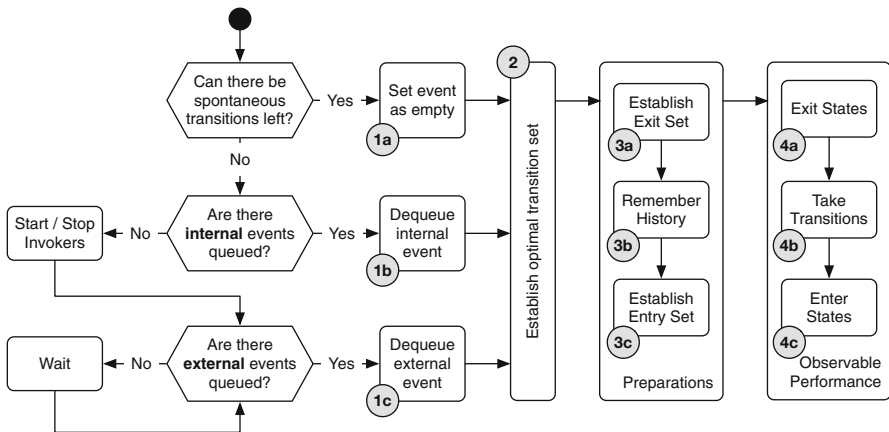 Can there be
spontaneous
transitions left?
Yes
Set event
as empty
1a
No
Are there
internal events
queued?
No
Start / Stop
Invokers
Yes
Dequeue
internal
event
1b
Are there
external events
queued?
No
Wait
Yes
Dequeue
external
event
1c
2
Establish optimal transition set
Establish
Exit Set
3a
Remember
History
3b
Establish
Entry Set
3c
Preparations
Exit States
4a
Take
Transitions
4b
Enter
States
4c
Observable
Performance